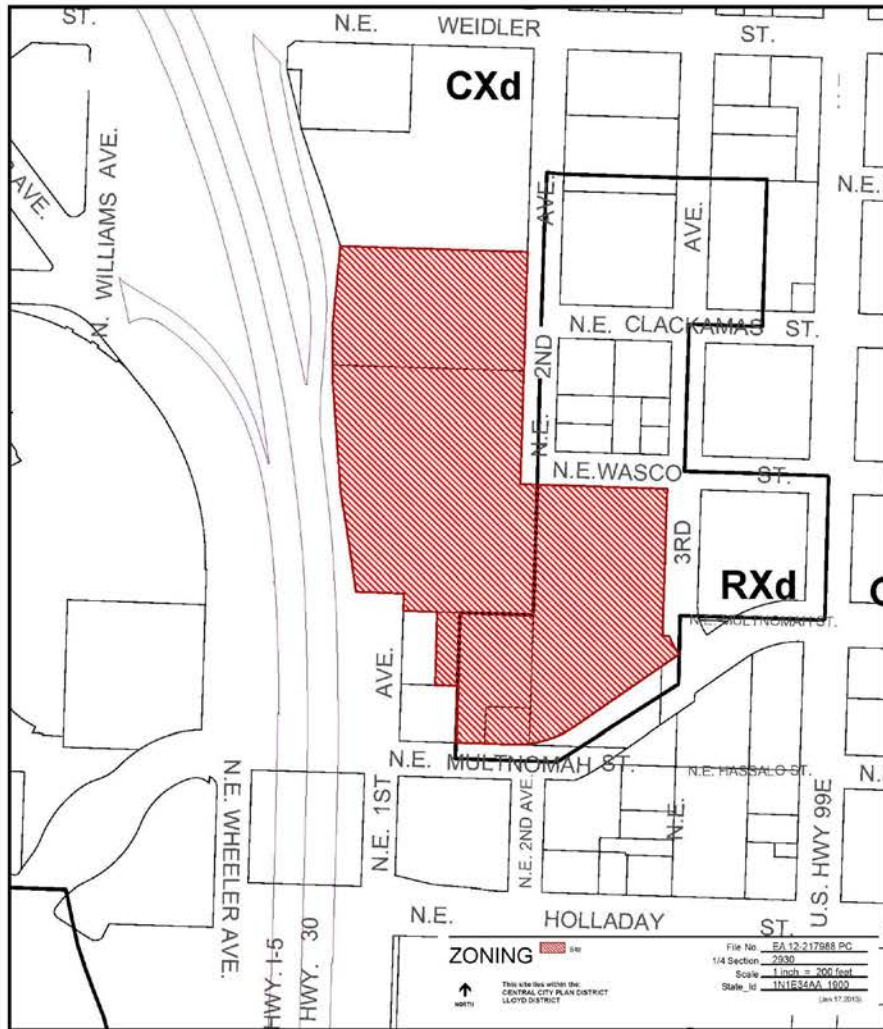 ST.
N.E. WEIDLER ST.
CXd
N. WILLIAMS AVE.
AVE.
N.E.
AVE.
AVE.
N.E. CLACKAMAS ST.
N.E. 2ND
N.E. WASCO ST.
3RD
RXd
N.E. MULTNOMAH ST.
AVE.
N.E. MULTNOMAH ST.
N.E. HASSALO ST.
N.E. WHEELER AVE.
N.E. 1ST
N.E. 2ND AVE.
N.E.
U.S. HWY 99E
N.E. HOLLADAY ST.
HWY. I-5
HWY. 30
ZONING
Site
NORTH
This site lies within the:
CENTRAL CITY PLAN DISTRICT
LLOYD DISTRICT
File No. EA 12-217988 PC
1/4 Section 2930
Scale 1 inch = 200 feet
State_Id 1N1E34AA 1900
(Jan 17, 2013)